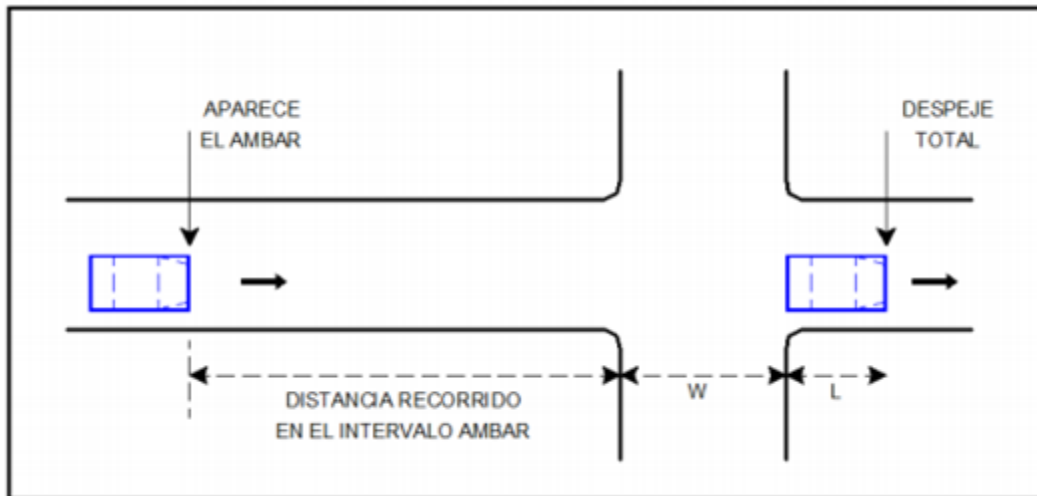 APARECE
EL AMBAR
DESPEJE
TOTAL
DISTANCIA RECORRIDO
EN EL INTERVALO AMBAR
W
L